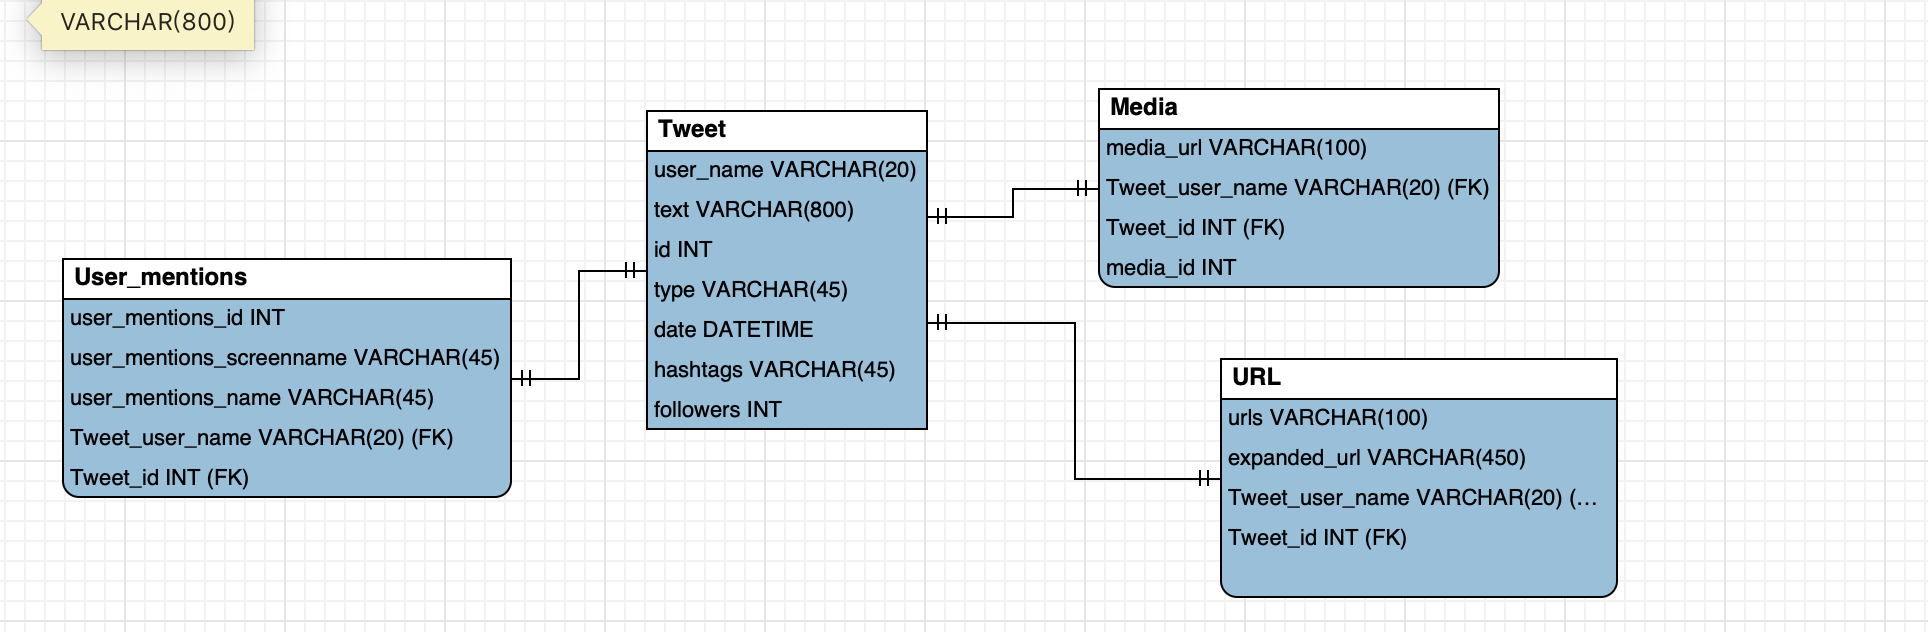 VARCHAR(800)
Tweet
user_name VARCHAR(20)
text VARCHAR(800)
id INT
type VARCHAR(45)
date DATETIME
hashtags VARCHAR(45)
followers INT
Media
media_url VARCHAR(100)
Tweet_user_name VARCHAR(20) (FK)
Tweet_id INT (FK)
media_id INT
User_mentions
user_mentions_id INT
user_mentions_screenname VARCHAR(45)
user_mentions_name VARCHAR(45)
Tweet_user_name VARCHAR(20) (FK)
Tweet_id INT (FK)
URL
urls VARCHAR(100)
expanded_url VARCHAR(450)
Tweet_user_name VARCHAR(20) (...
Tweet_id INT (FK)